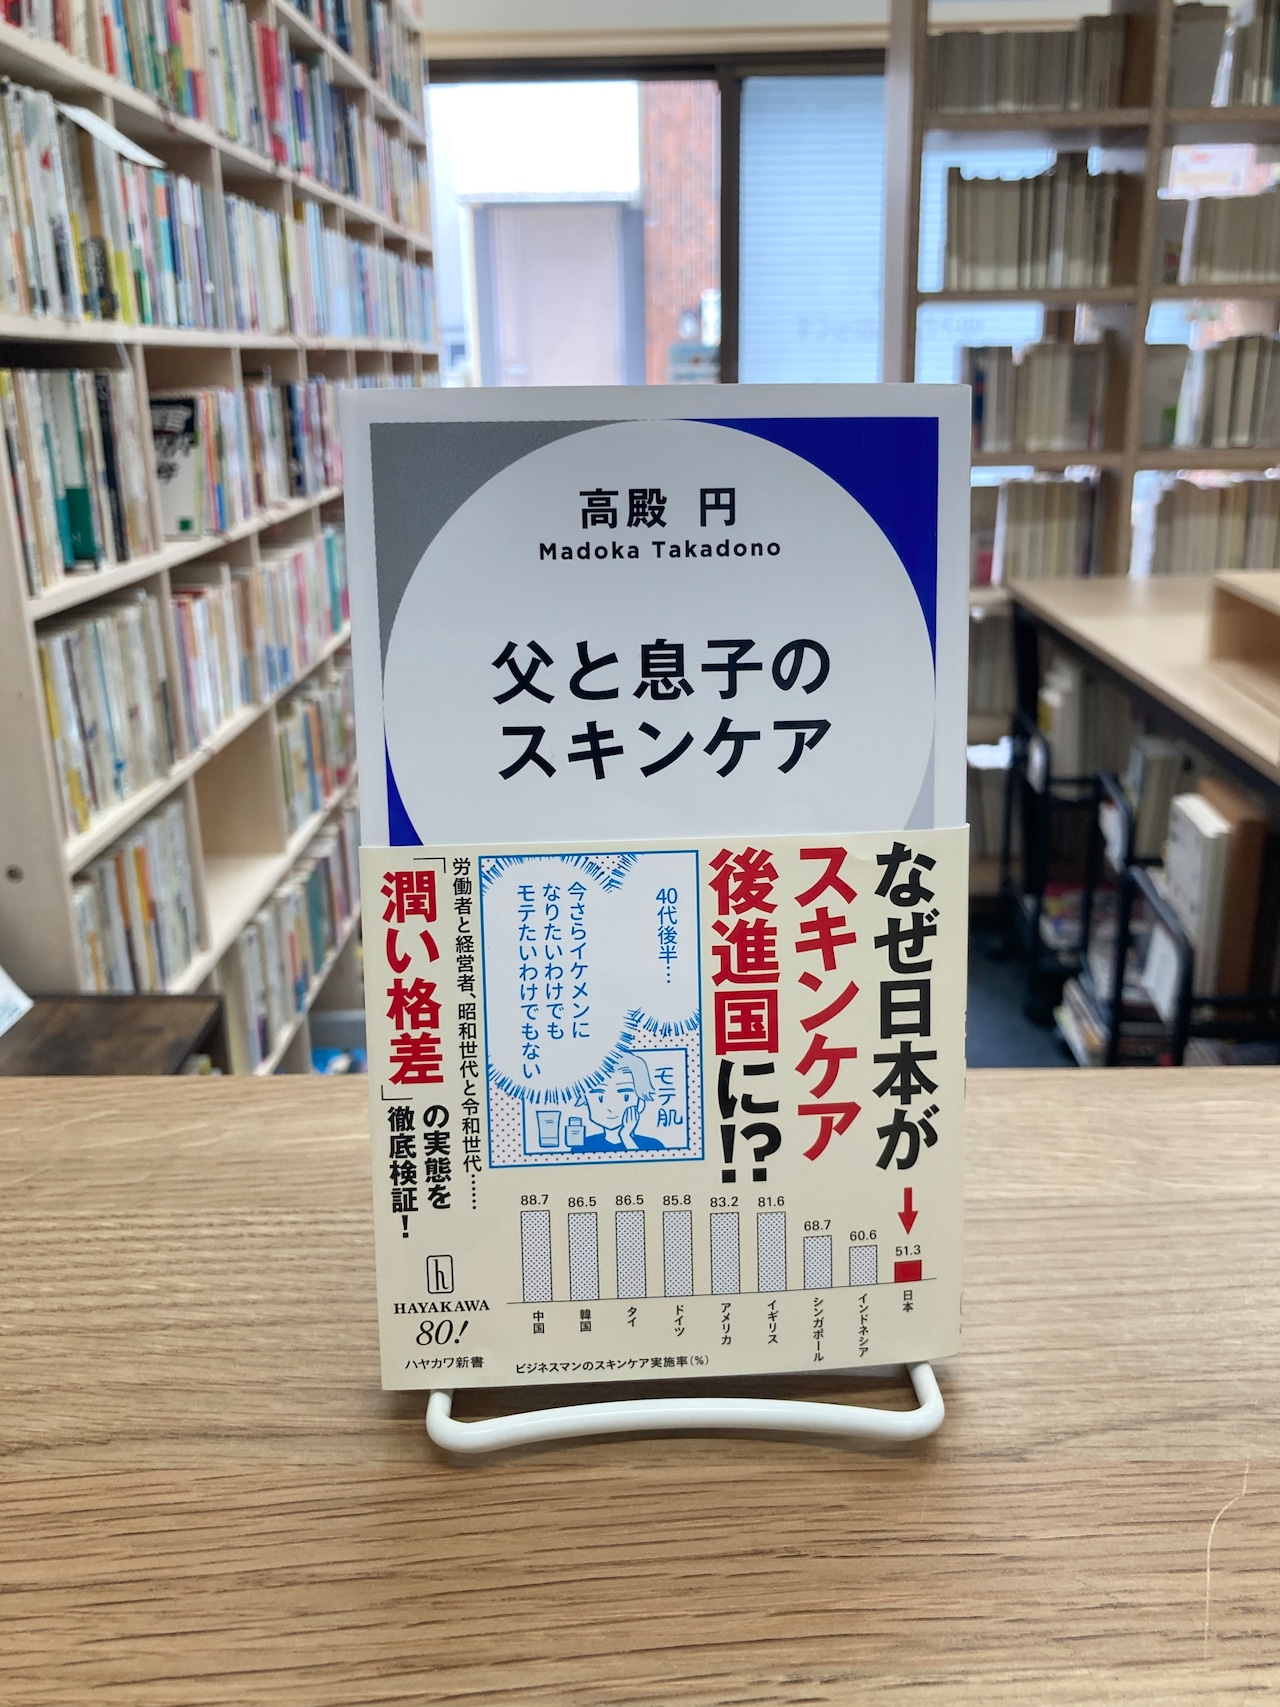 高殿 円
Madoka Takadono
父と息子の
スキンケア
なぜ日本が
スキンケア
後進国に!?
40代後半…
今さらイケメンに
なりたいわけでも
モテたいわけでもない
モテ肌
労働者と経営者、昭和世代と令和世代……
「潤い格差」の実態を
徹底検証！
88.7
86.5
86.5
85.8
83.2
81.6
68.7
60.6
51.3
中国
韓国
タイ
ドイツ
アメリカ
イギリス
シンガポール
インドネシア
日本
ビジネスマンのスキンケア実施率(%)
h
HAYAKAWA
80!
ハヤカワ新書